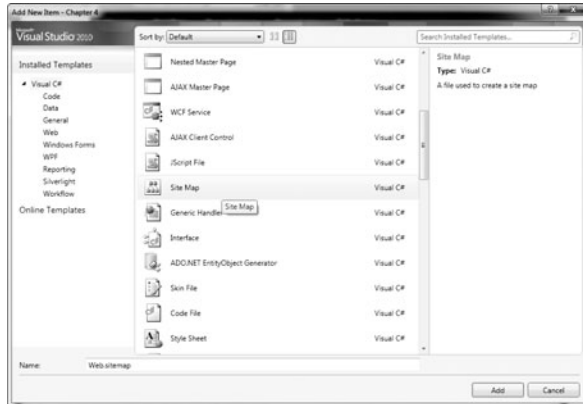 Add New Item - Chapter 4
Microsoft
Visual Studio 2010
Sort by: Default
Search Installed Templates...
Installed Templates
Visual C#
Code
Data
General
Web
Windows Forms
WPF
Reporting
Silverlight
Workflow
Online Templates
Nested Master Page Visual C#
AJAX Master Page Visual C#
WCF Service Visual C#
AJAX Client Control Visual C#
JScript File Visual C#
Site Map Visual C#
Generic Handler Visual C#
Site Map
Interface Visual C#
ADO.NET EntityObject Generator Visual C#
Skin File Visual C#
Code File Visual C#
Style Sheet Visual C#
Site Map
Type: Visual C#
A file used to create a site map
Name: Web.sitemap
Add Cancel